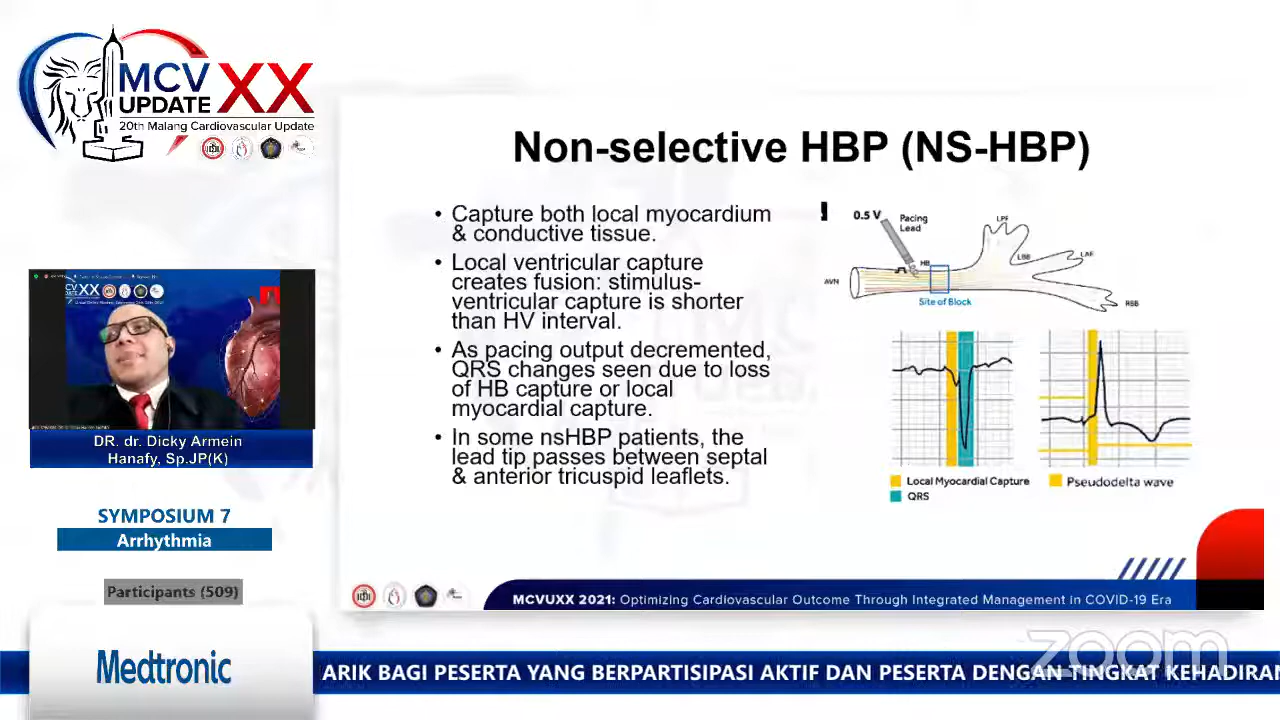 MCV
UPDATE
XX
20th Malang Cardiovascular Update
DR. dr. Dicky Armein
Hanafy, Sp.JP(K)
SYMPOSIUM 7
Arrhythmia
Participants (509)
Medtronic
Non-selective HBP (NS-HBP)
• Capture both local myocardium
& conductive tissue.
• Local ventricular capture
creates fusion: stimulus-
ventricular capture is shorter
than HV interval.
• As pacing output decremented,
QRS changes seen due to loss
of HB capture or local
myocardial capture.
• In some nsHBP patients, the
lead tip passes between septal
& anterior tricuspid leaflets.
0.5 V
Pacing
Lead
HB
AVN
Site of Block
LPF
LBB
LAF
RBB
Local Myocardial Capture
QRS
Pseudodelta wave
MCVUXX 2021: Optimizing Cardiovascular Outcome Through Integrated Management in COVID-19 Era
zoom
ARIK BAGI PESERTA YANG BERPARTISIPASI AKTIF DAN PESERTA DENGAN TINGKAT KEHADIRAN